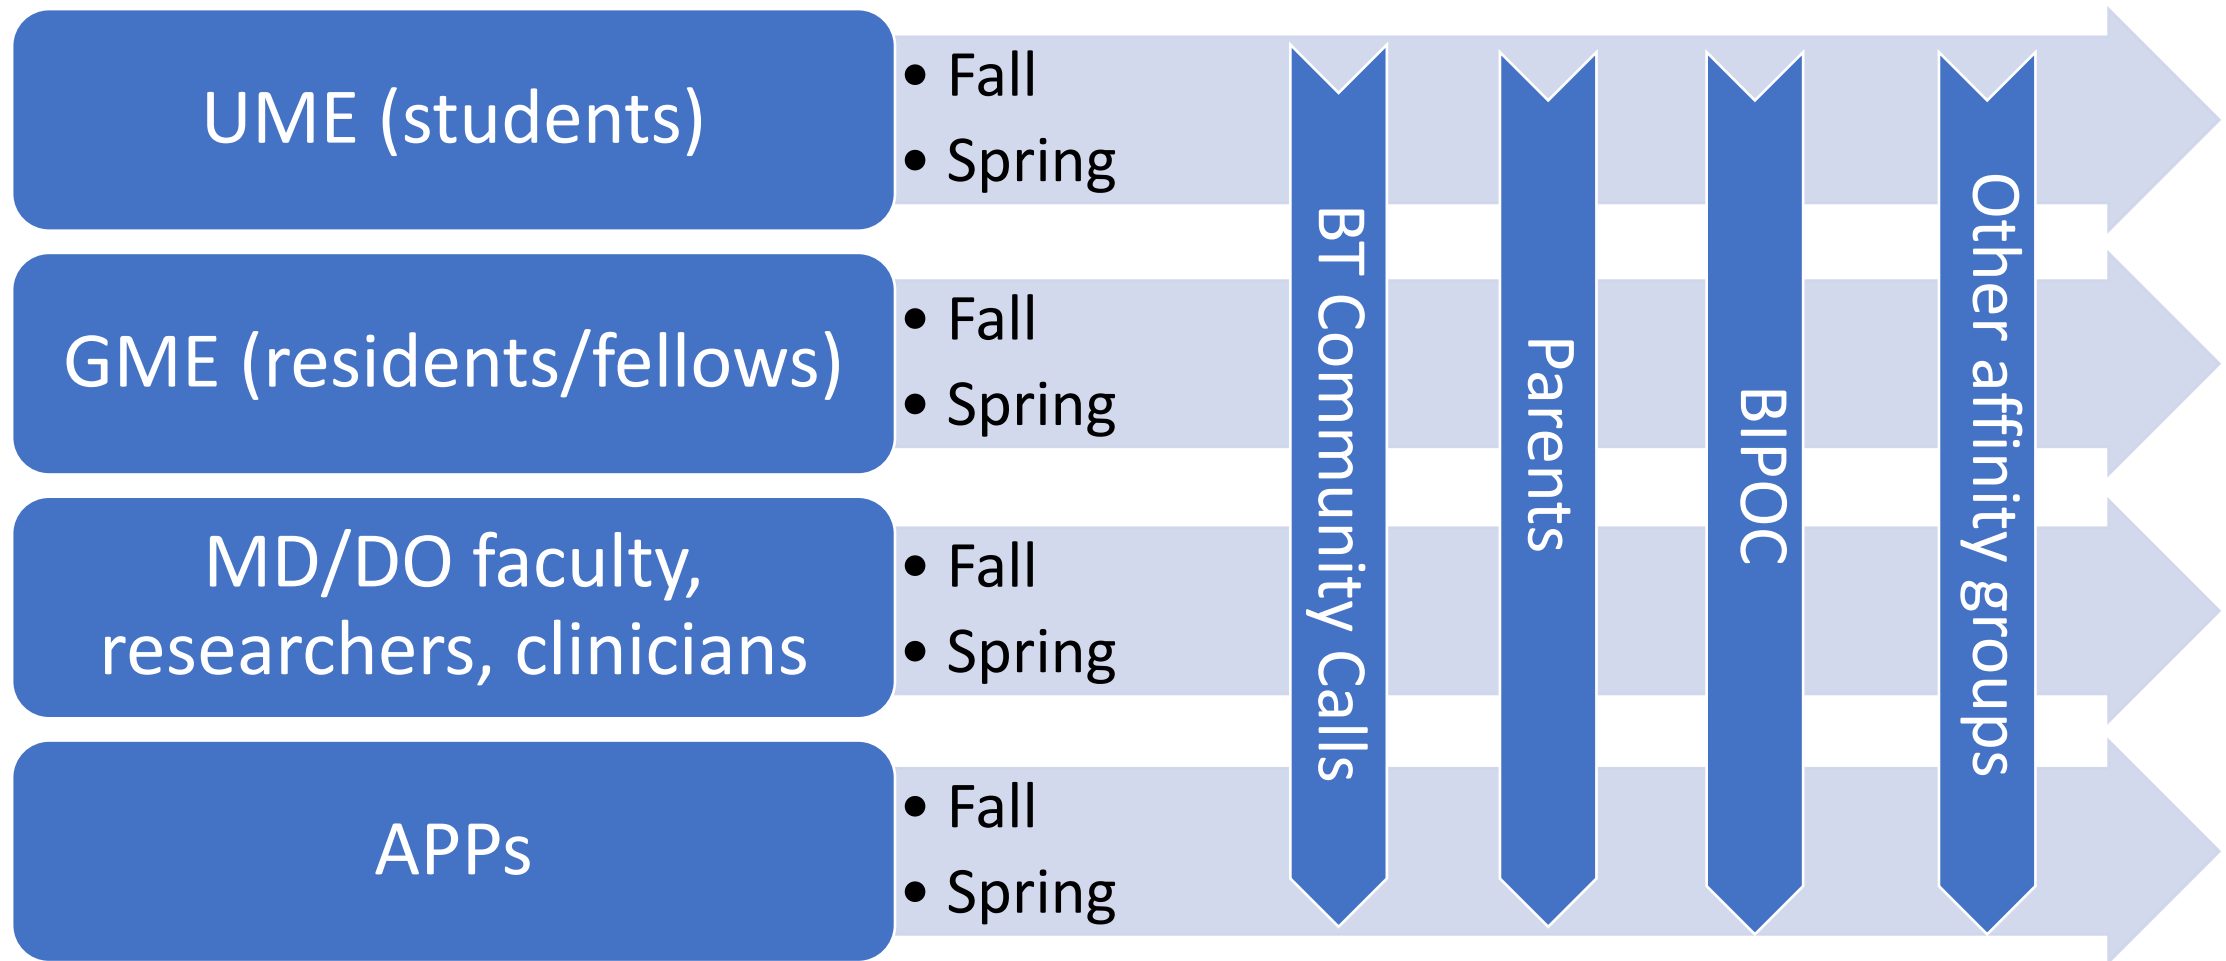 UME (students)
• Fall
• Spring
GME (residents/fellows)
• Fall
• Spring
MD/DO faculty,
researchers, clinicians
• Fall
• Spring
APPs
• Fall
• Spring
BT Community Calls
Parents
BIPOC
Other affinity groups